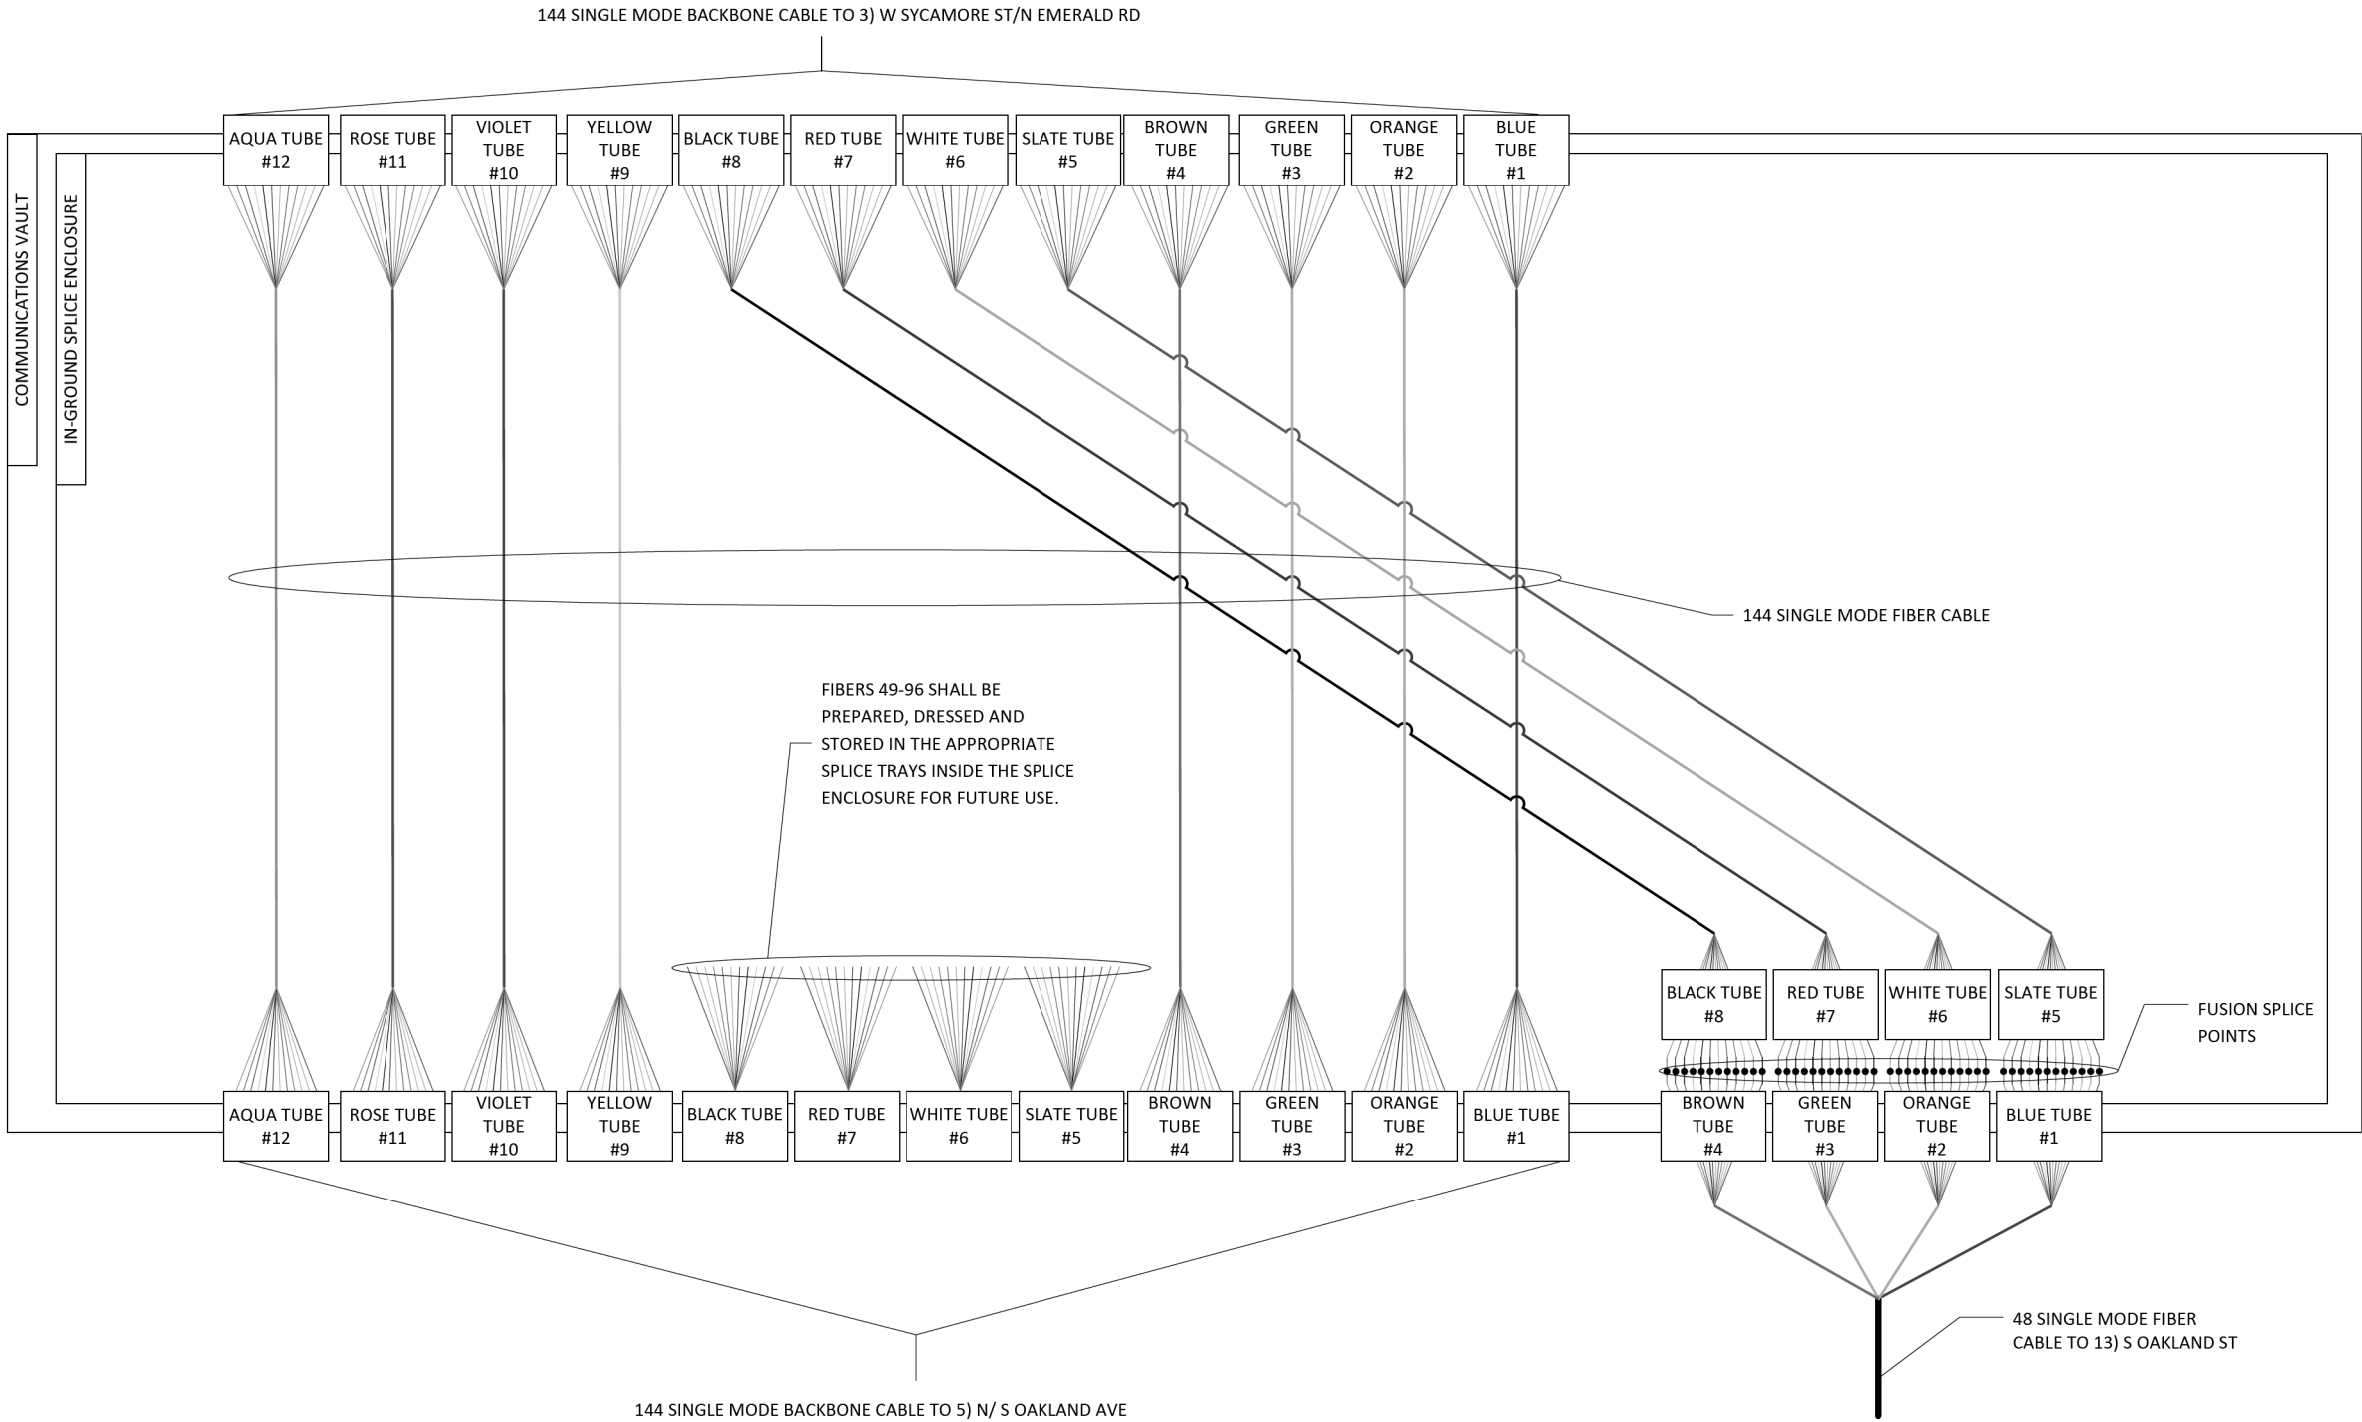 144 SINGLE MODE BACKBONE CABLE TO 3) W SYCAMORE ST/N EMERALD RD
AQUA TUBE
#12
ROSE TUBE
#11
VIOLET
TUBE
#10
YELLOW
TUBE
#9
BLACK TUBE
#8
RED TUBE
#7
WHITE TUBE
#6
SLATE TUBE
#5
BROWN
TUBE
#4
GREEN
TUBE
#3
ORANGE
TUBE
#2
BLUE
TUBE
#1
COMMUNICATIONS VAULT
IN-GROUND SPLICE ENCLOSURE
144 SINGLE MODE FIBER CABLE
FIBERS 49-96 SHALL BE
PREPARED, DRESSED AND
STORED IN THE APPROPRIATE
SPLICE TRAYS INSIDE THE SPLICE
ENCLOSURE FOR FUTURE USE.
BLACK TUBE
#8
RED TUBE
#7
WHITE TUBE
#6
SLATE TUBE
#5
FUSION SPLICE
POINTS
AQUA TUBE
#12
ROSE TUBE
#11
VIOLET
TUBE
#10
YELLOW
TUBE
#9
BLACK TUBE
#8
RED TUBE
#7
WHITE TUBE
#6
SLATE TUBE
#5
BROWN
TUBE
#4
GREEN
TUBE
#3
ORANGE
TUBE
#2
BLUE TUBE
#1
BROWN
TUBE
#4
GREEN
TUBE
#3
ORANGE
TUBE
#2
BLUE TUBE
#1
48 SINGLE MODE FIBER
CABLE TO 13) S OAKLAND ST
144 SINGLE MODE BACKBONE CABLE TO 5) N/ S OAKLAND AVE